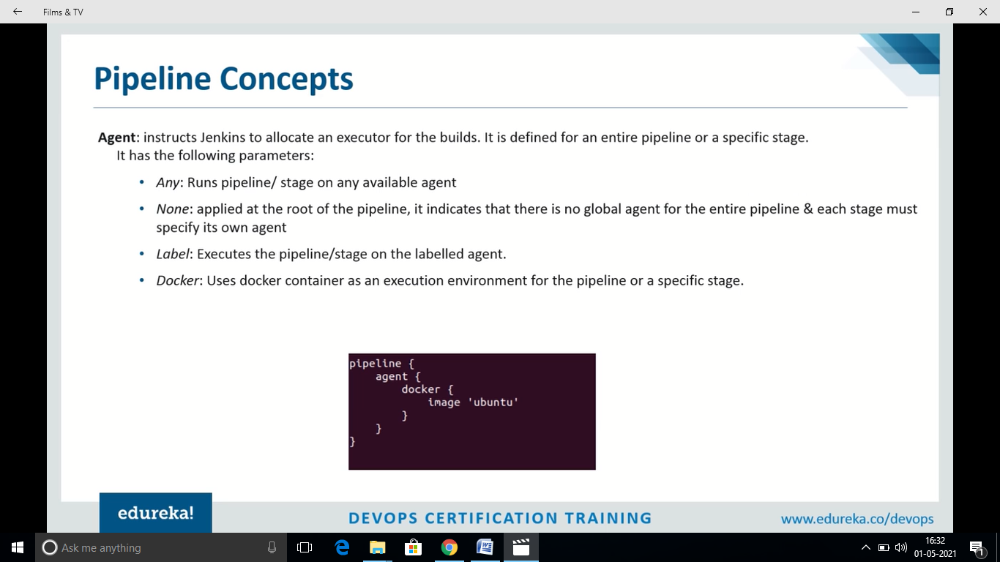 Films & TV
Pipeline Concepts
Agent: instructs Jenkins to allocate an executor for the builds. It is defined for an entire pipeline or a specific stage.
It has the following parameters:
• Any: Runs pipeline/ stage on any available agent
• None: applied at the root of the pipeline, it indicates that there is no global agent for the entire pipeline & each stage must
specify its own agent
• Label: Executes the pipeline/stage on the labelled agent.
• Docker: Uses docker container as an execution environment for the pipeline or a specific stage.
pipeline {
    agent {
        docker {
            image 'ubuntu'
        }
    }
}
edureka!
DEVOPS CERTIFICATION TRAINING
www.edureka.co/devops
Ask me anything
16:32
01-05-2021
1